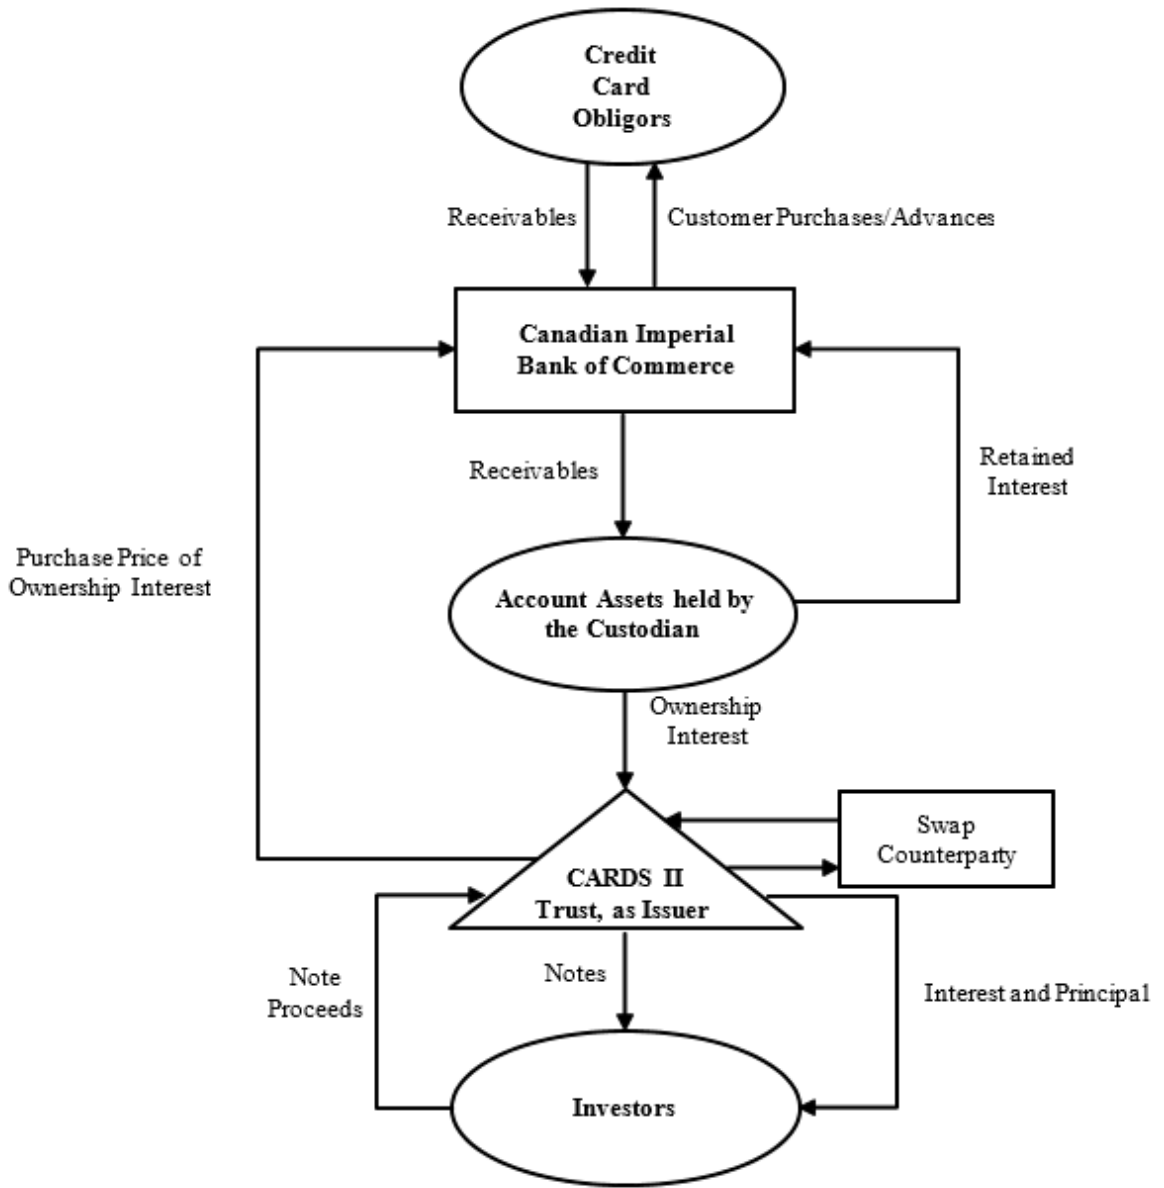 Credit
Card
Obligors
Receivables
Customer Purchases/Advances
Canadian Imperial
Bank of Commerce
Receivables
Retained
Interest
Purchase Price of
Ownership Interest
Account Assets held by
the Custodian
Ownership
Interest
Swap
Counterparty
CARDS II
Trust, as Issuer
Note
Proceeds
Notes
Interest and Principal
Investors